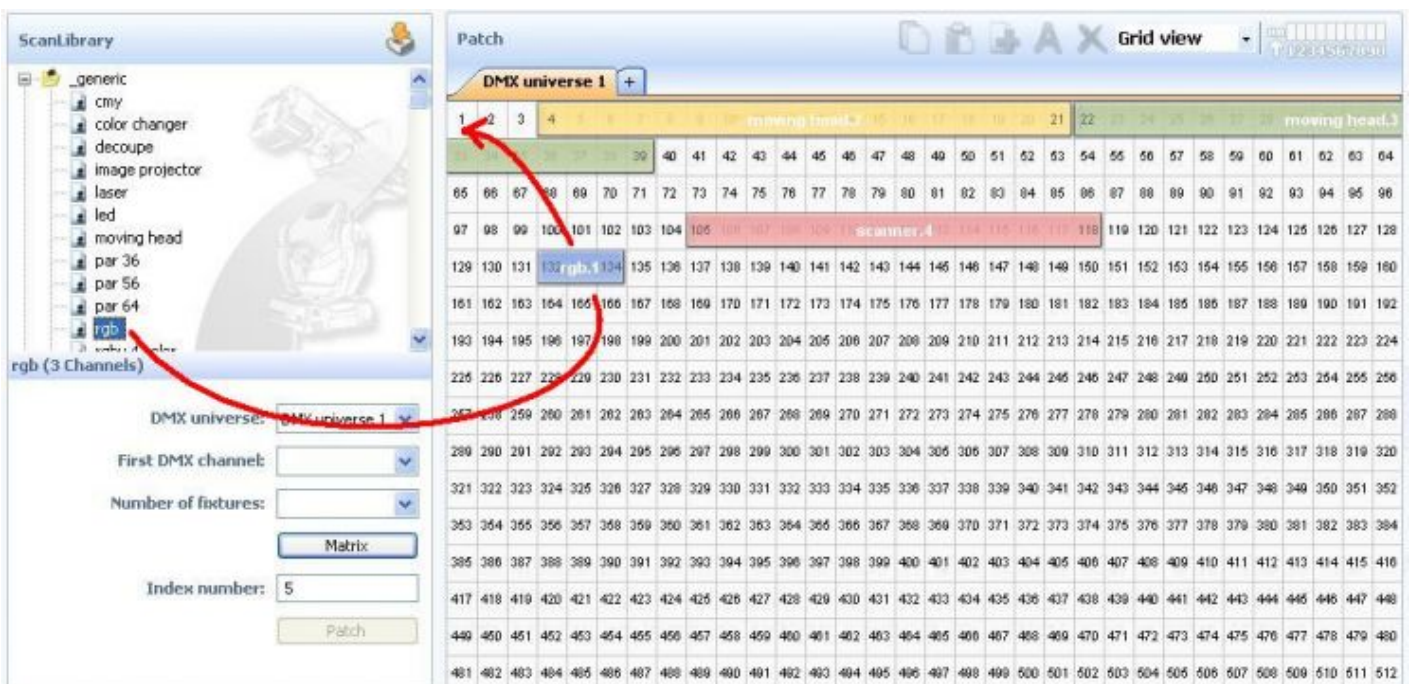 ScanLibrary
_generic
cmy
color changer
decoupe
image projector
laser
led
moving head
par 36
par 56
par 64
rgb
rgb (3 Channels)
DMX universe: DMX universe 1
First DMX channel:
Number of fixtures:
Matrix
Index number: 5
Patch
Patch
Grid view
1234567890
DMX universe 1 +
1 2 3 4 moving head.2 21 22 moving head.3
39 40 41 42 43 44 45 46 47 48 49 50 51 52 53 54 55 56 57 58 59 60 61 62 63 64
65 66 67 68 69 70 71 72 73 74 75 76 77 78 79 80 81 82 83 84 85 86 87 88 89 90 91 92 93 94 95 96
97 98 99 100 101 102 103 104 105 scanner.4 118 119 120 121 122 123 124 125 126 127 128
129 130 131 132 rgb.1 134 135 136 137 138 139 140 141 142 143 144 145 146 147 148 149 150 151 152 153 154 155 156 157 158 159 160
161 162 163 164 165 166 167 168 169 170 171 172 173 174 175 176 177 178 179 180 181 182 183 184 185 186 187 188 189 190 191 192
193 194 195 196 197 198 199 200 201 202 203 204 205 206 207 208 209 210 211 212 213 214 215 216 217 218 219 220 221 222 223 224
225 226 227 228 229 230 231 232 233 234 235 236 237 238 239 240 241 242 243 244 245 246 247 248 249 250 251 252 253 254 255 256
257 258 259 260 261 262 263 264 265 266 267 268 269 270 271 272 273 274 275 276 277 278 279 280 281 282 283 284 285 286 287 288
289 290 291 292 293 294 295 296 297 298 299 300 301 302 303 304 305 306 307 308 309 310 311 312 313 314 315 316 317 318 319 320
321 322 323 324 325 326 327 328 329 330 331 332 333 334 335 336 337 338 339 340 341 342 343 344 345 346 347 348 349 350 351 352
353 354 355 356 357 358 359 360 361 362 363 364 365 366 367 368 369 370 371 372 373 374 375 376 377 378 379 380 381 382 383 384
385 386 387 388 389 390 391 392 393 394 395 396 397 398 399 400 401 402 403 404 405 406 407 408 409 410 411 412 413 414 415 416
417 418 419 420 421 422 423 424 425 426 427 428 429 430 431 432 433 434 435 436 437 438 439 440 441 442 443 444 445 446 447 448
449 450 451 452 453 454 455 456 457 458 459 460 461 462 463 464 465 466 467 468 469 470 471 472 473 474 475 476 477 478 479 480
481 482 483 484 485 486 487 488 489 490 491 492 493 494 495 496 497 498 499 500 501 502 503 504 505 506 507 508 509 510 511 512